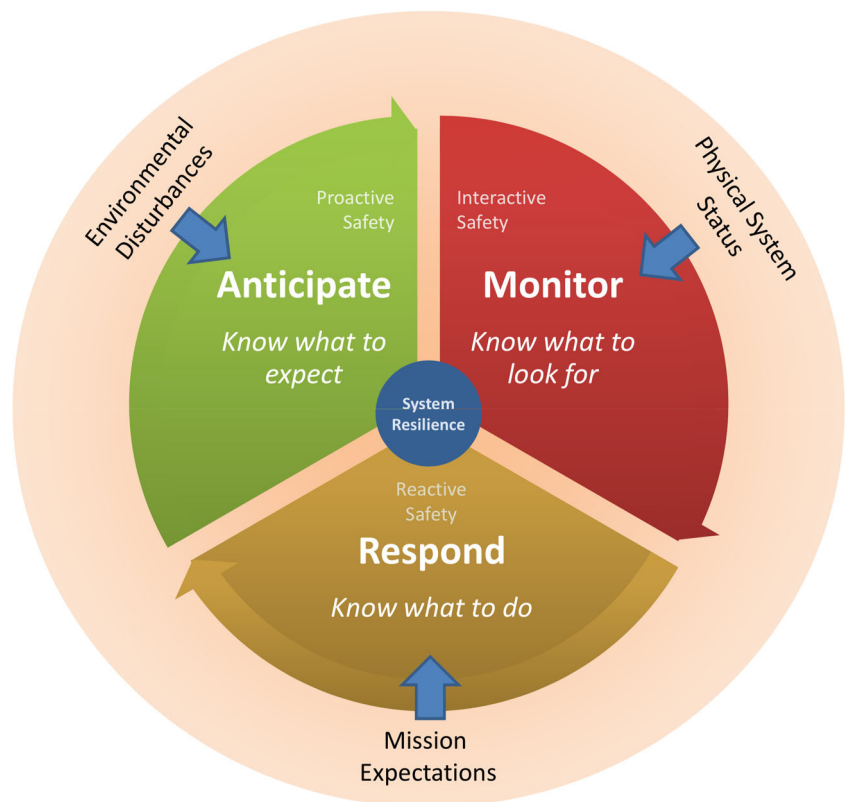 Environmental
Disturbances
Physical System
Status
Proactive
Safety
Anticipate
Know what to
expect
Interactive
Safety
Monitor
Know what to
look for
System
Resilience
Reactive
Safety
Respond
Know what to do
Mission
Expectations